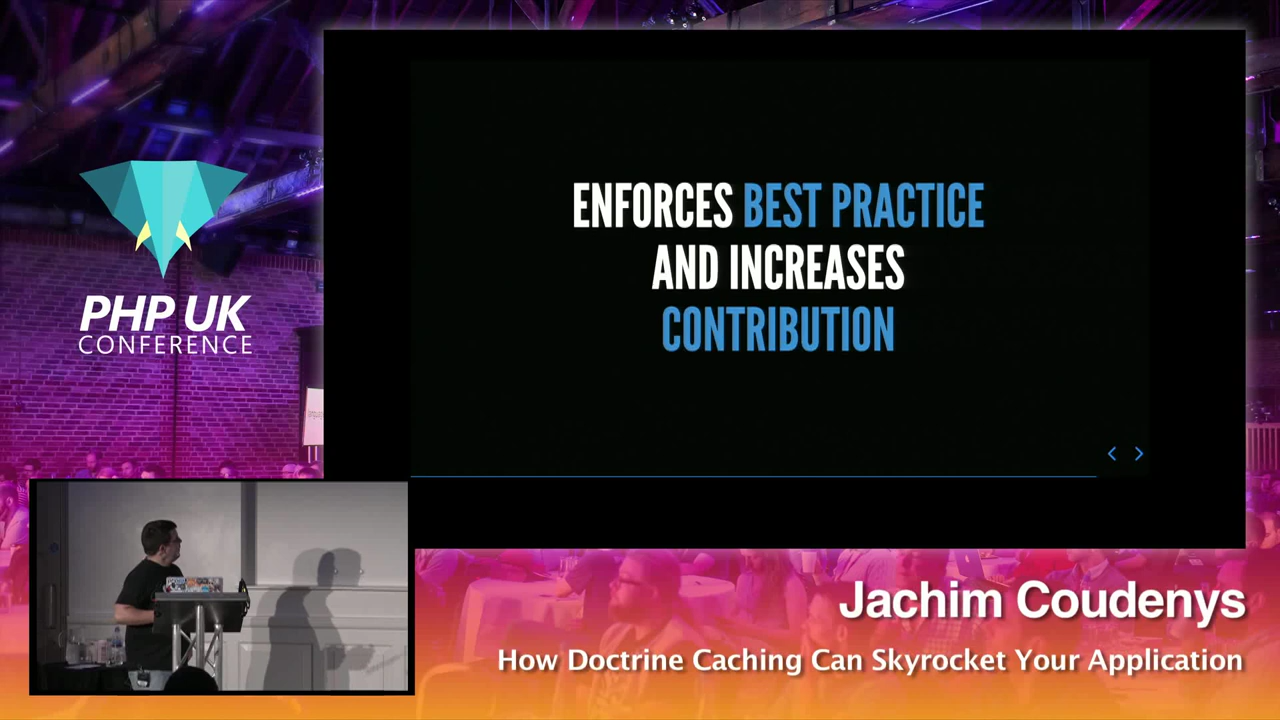 ENFORCES BEST PRACTICE
AND INCREASES
CONTRIBUTION
PHP UK
CONFERENCE
Jachim Coudenys
How Doctrine Caching Can Skyrocket Your Application